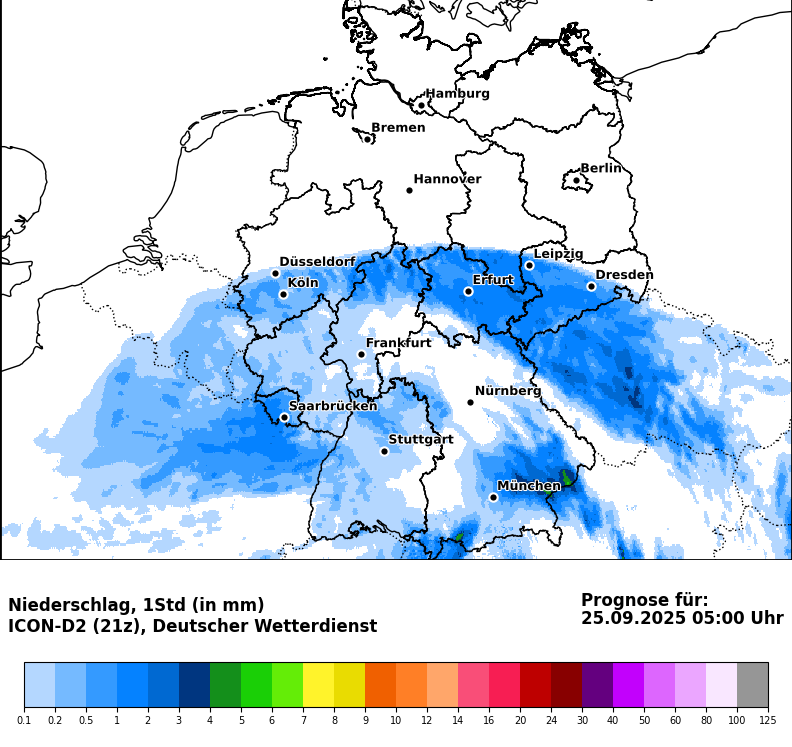 Hamburg
Bremen
Berlin
Hannover
Leipzig
Düsseldorf
Dresden
Köln
Erfurt
Frankfurt
Nürnberg
Saarbrücken
Stuttgart
München
Niederschlag, 1Std (in mm)
ICON-D2 (21z), Deutscher Wetterdienst
Prognose für:
25.09.2025 05:00 Uhr
0.1 0.2 0.5 1 2 3 4 5 6 7 8 9 10 12 14 16 20 24 30 40 50 60 80 100 125